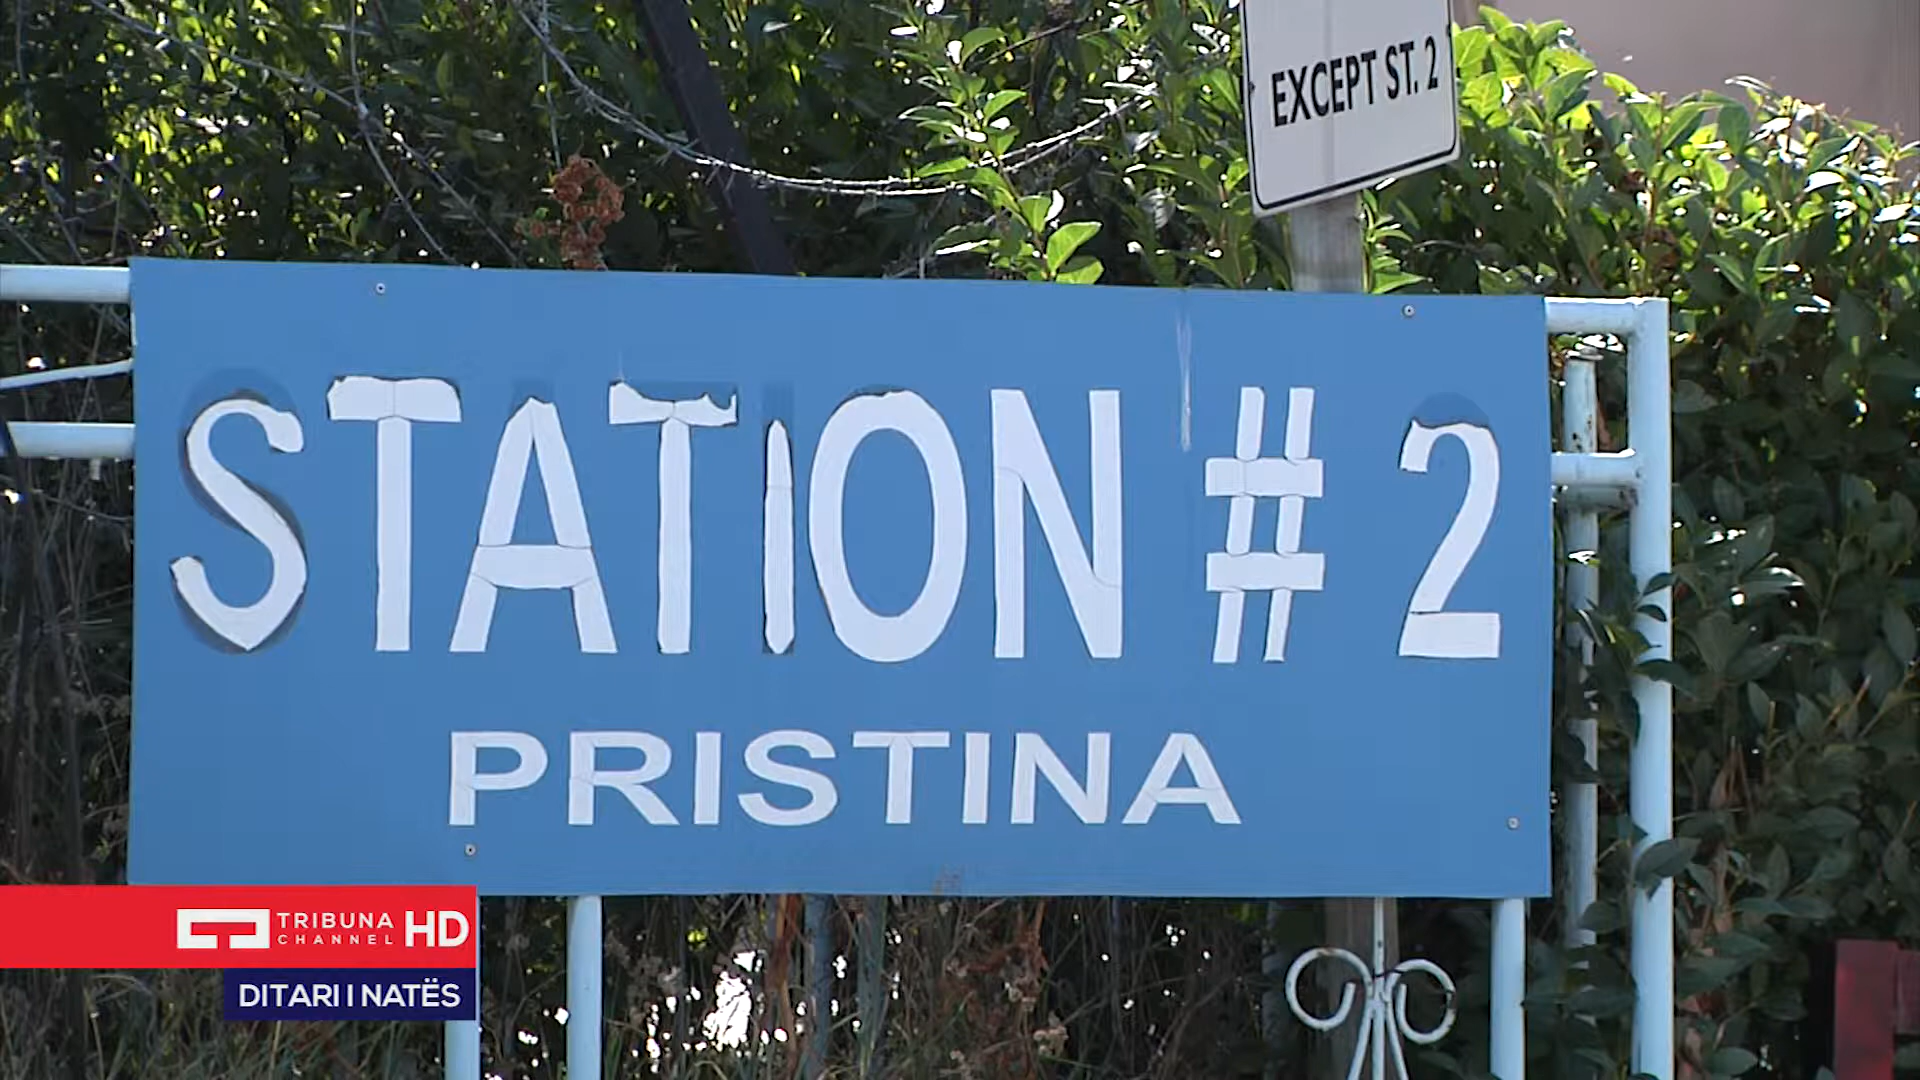 EXCEPT ST. 2
STATION # 2
PRISTINA
TRIBUNA
CHANNEL
HD
DITARI I NATËS